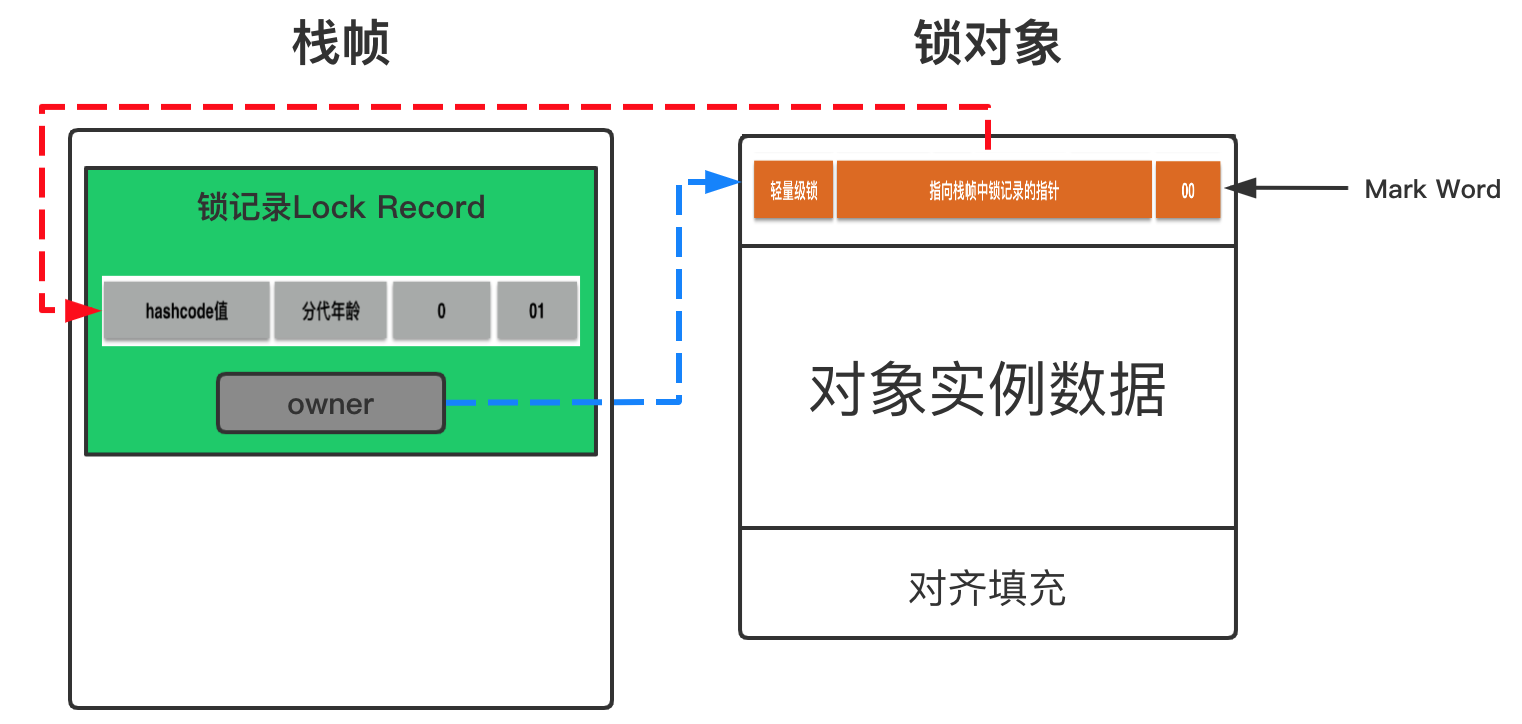 栈帧
锁对象
锁记录Lock Record
hashcode值 分代年龄 0 01
owner
轻量级锁 指向栈帧中锁记录的指针 00
Mark Word
对象实例数据
对齐填充